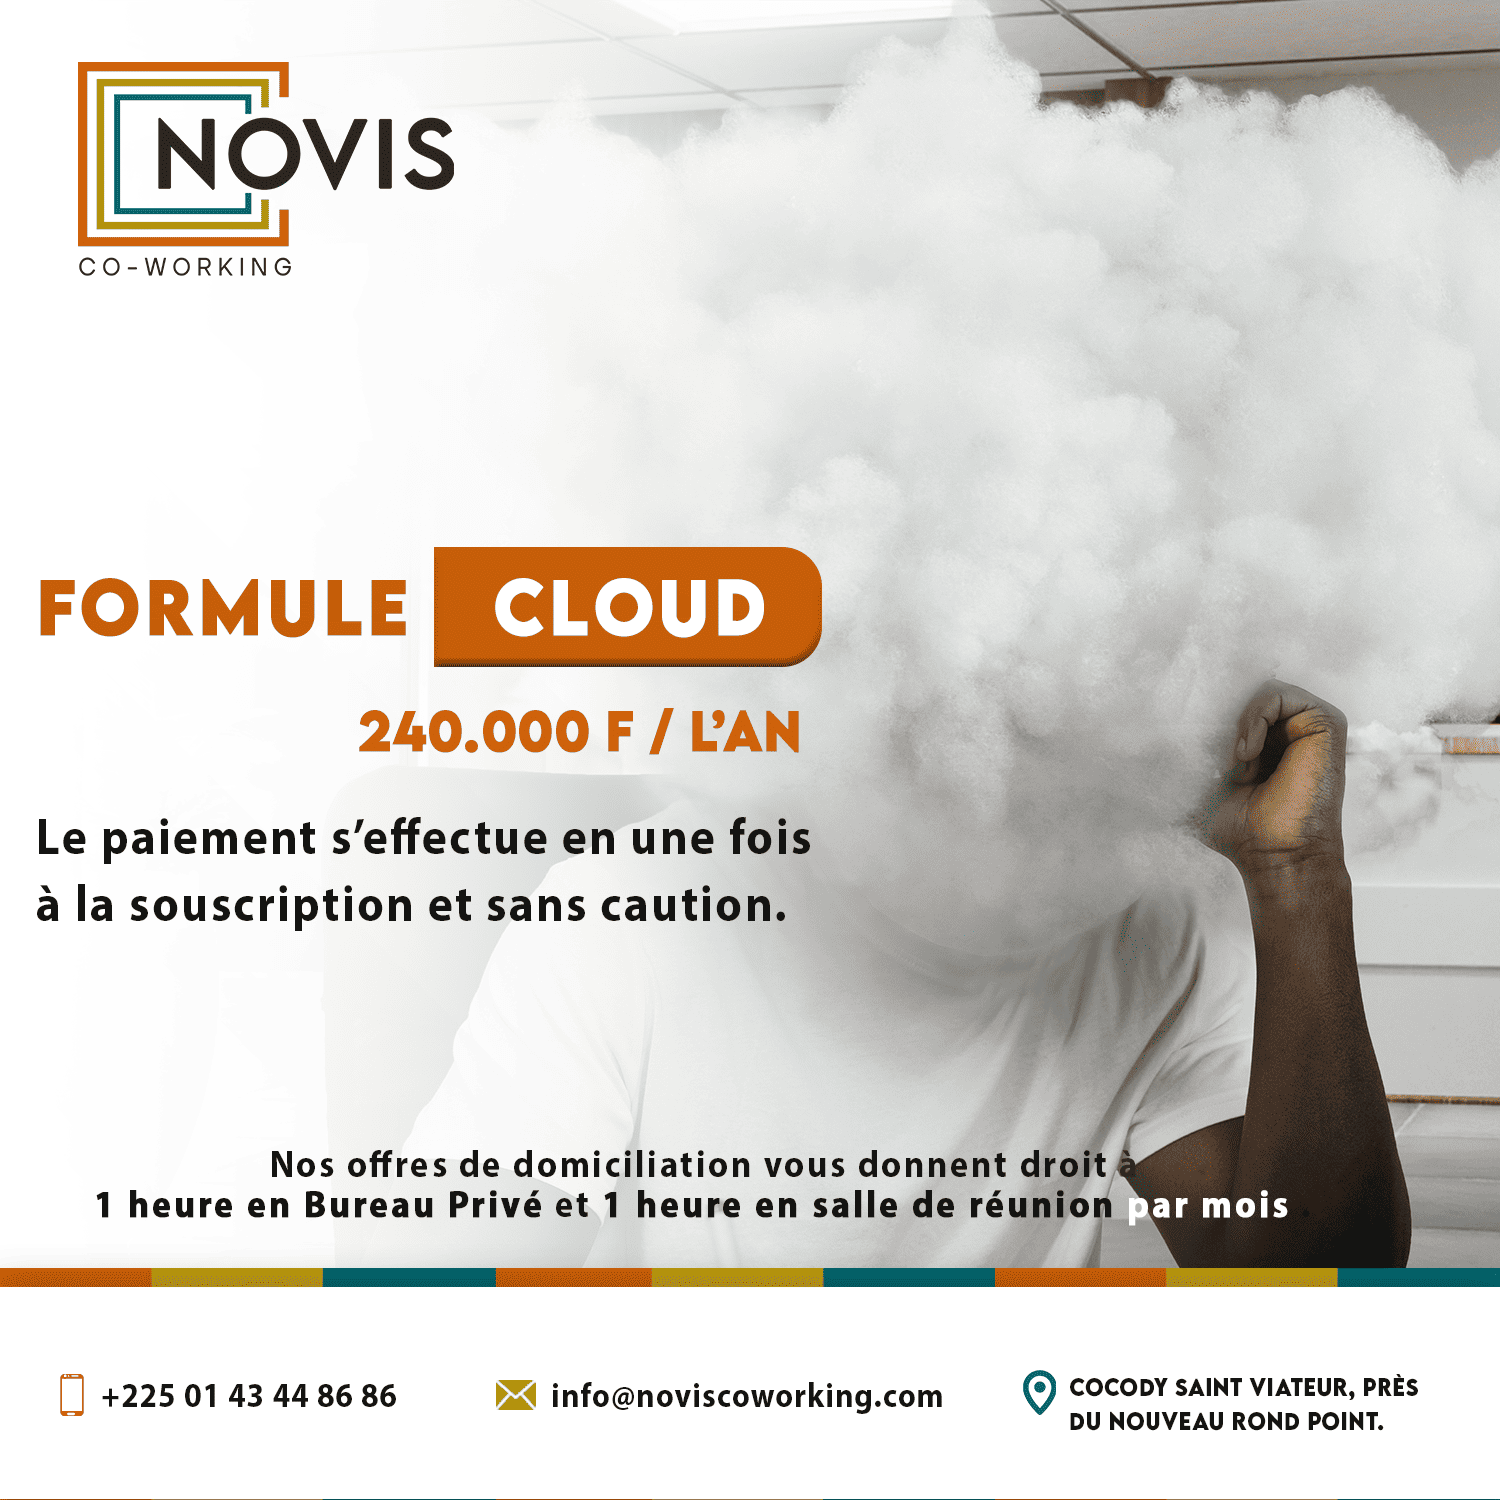 NOVIS
CO-WORKING
FORMULE CLOUD
240.000 F / L'AN
Le paiement s'effectue en une fois
à la souscription et sans caution.
Nos offres de domiciliation vous donnent droit à
1 heure en Bureau Privé et 1 heure en salle de réunion par mois.
+225 01 43 44 86 86
info@noviscoworking.com
COCODY SAINT VIATEUR, PRÈS
DU NOUVEAU ROND POINT.